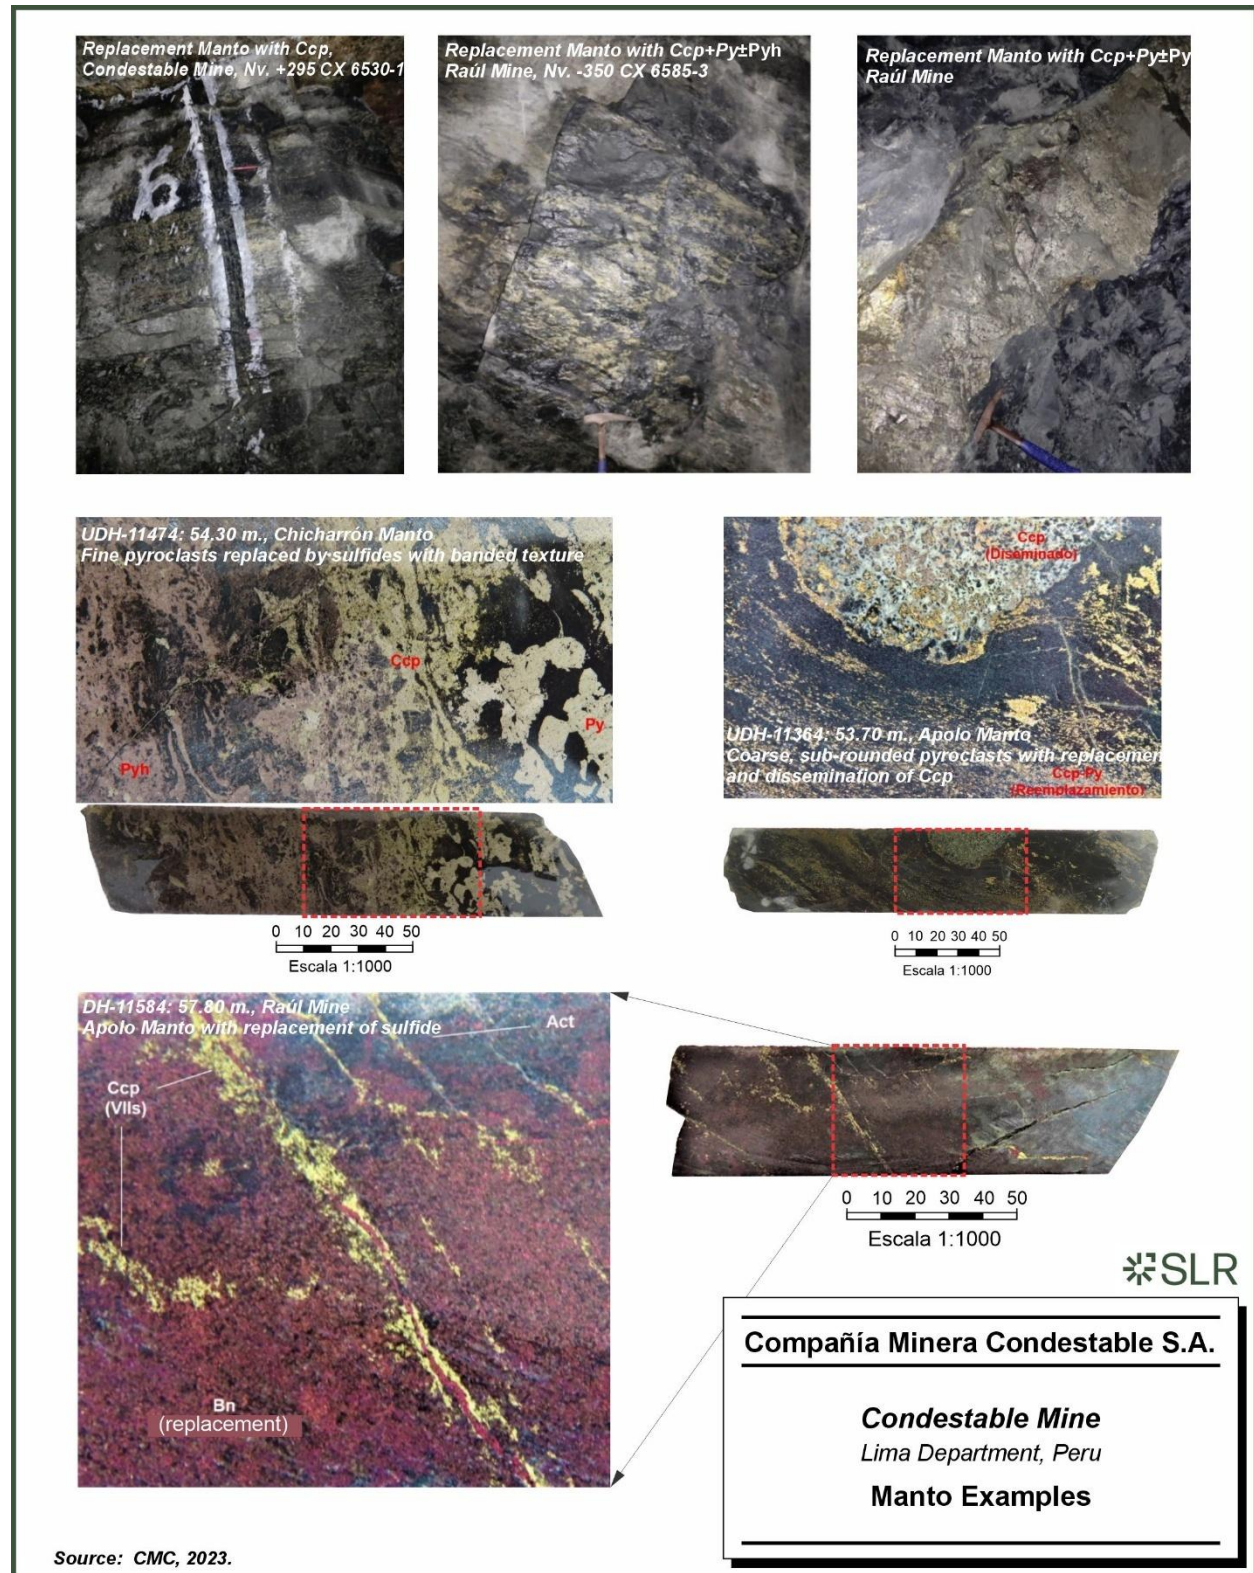 Replacement Manto with Ccp,
Condestable Mine, Nv. +295 CX 6530-1
Replacement Manto with Ccp+Py±Pyh
Raúl Mine, Nv. -350 CX 6585-3
Replacement Manto with Ccp+Py±Py
Raúl Mine
6
UDH-11474: 54.30 m., Chicharrón Manto
Fine pyroclasts replaced by sulfides with banded texture
Ccp
Py
Pyh
0 10 20 30 40 50
Escala 1:1000
Ccp
(Diseminado)
UDH-11364: 53.70 m., Apolo Manto
Coarse, sub-rounded pyroclasts with replacemen
and dissemination of Ccp
Ccp-Py
(Reemplazamiento)
0 10 20 30 40 50
Escala 1:1000
DH-11584: 57.80 m., Raúl Mine
Apolo Manto with replacement of sulfide
Act
Ccp
(Vlls)
Bn
(replacement)
0 10 20 30 40 50
Escala 1:1000
SLR
Compañía Minera Condestable S.A.
Condestable Mine
Lima Department, Peru
Manto Examples
Source: CMC, 2023.